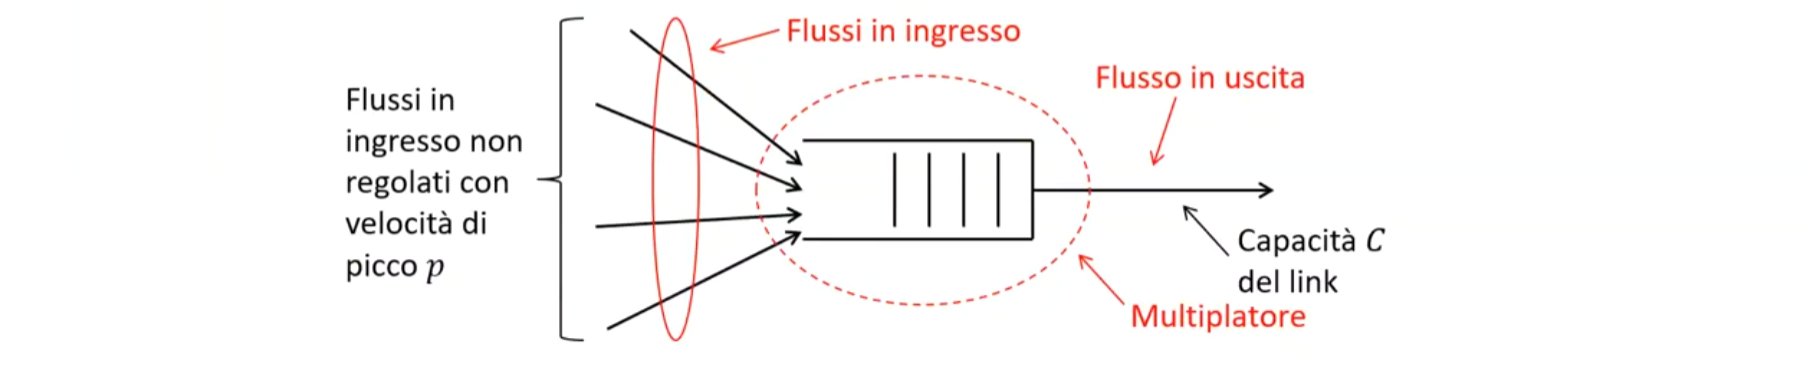 Flussi in ingresso
Flusso in uscita
Flussi in
ingresso non
regolati con
velocità di
picco p
Capacità C
del link
Multiplatore